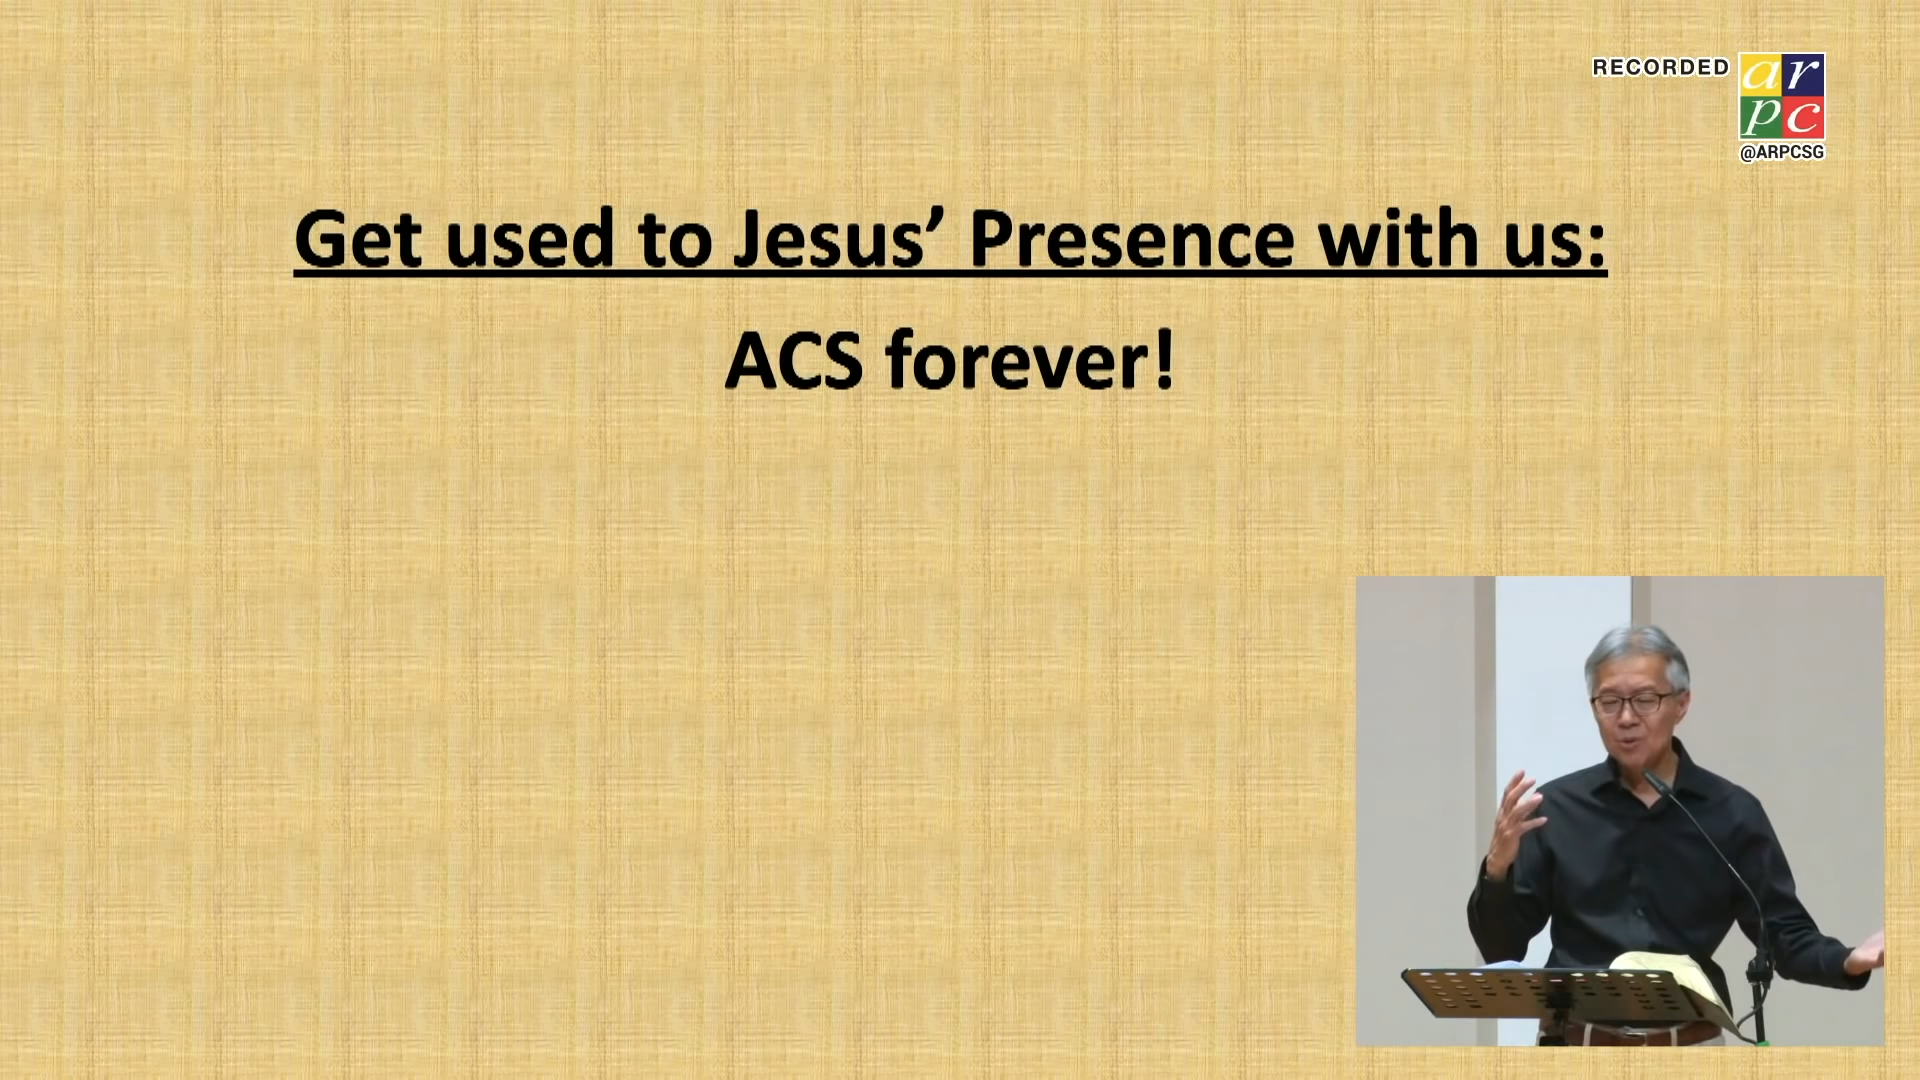 RECORDED
ar
pc
@ARPCSG
Get used to Jesus’ Presence with us:
ACS forever!